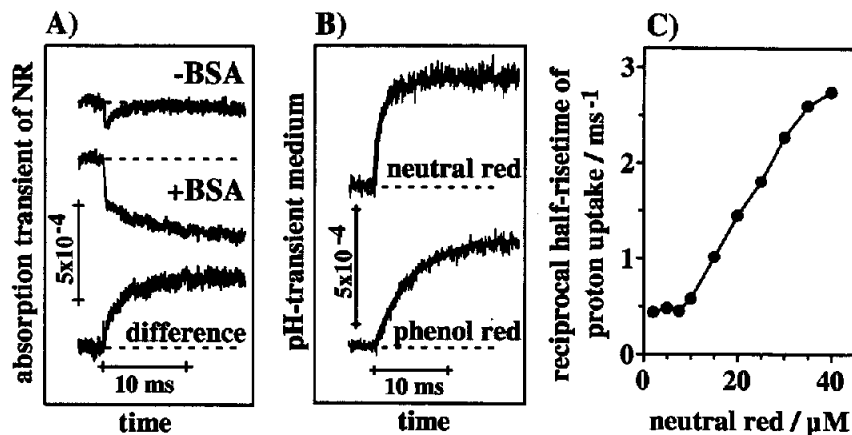 A)
absorption transient of NR
-BSA
+BSA
5x10⁻⁴
difference
10 ms
time
B)
pH-transient medium
neutral red
5x10⁻⁴
phenol red
10 ms
time
C)
reciprocal half-risetime of
proton uptake / ms⁻¹
3
2
1
0
0
20
40
neutral red / µM